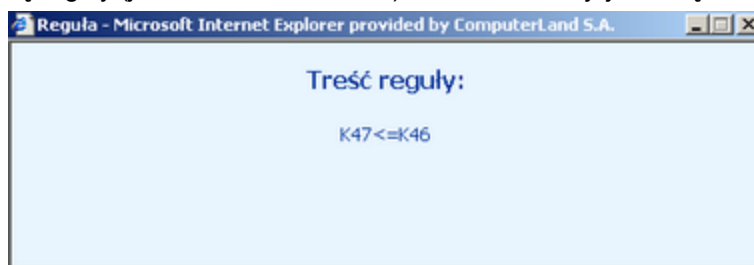 Reguła - Microsoft Internet Explorer provided by ComputerLand S.A.
Treść reguły:
K47<=K46